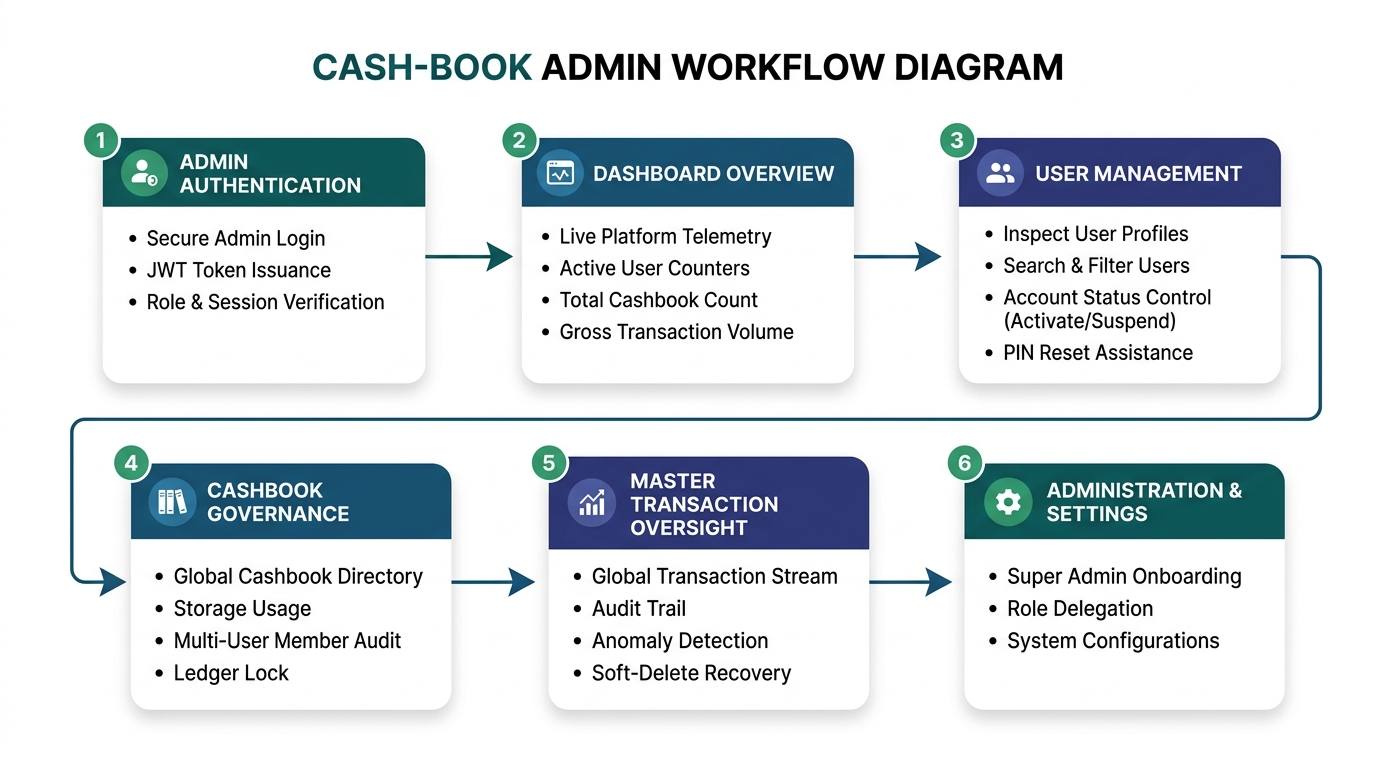 CASH-BOOK ADMIN WORKFLOW DIAGRAM
1
ADMIN
AUTHENTICATION
• Secure Admin Login
• JWT Token Issuance
• Role & Session Verification
2
DASHBOARD OVERVIEW
• Live Platform Telemetry
• Active User Counters
• Total Cashbook Count
• Gross Transaction Volume
3
USER MANAGEMENT
• Inspect User Profiles
• Search & Filter Users
• Account Status Control
(Activate/Suspend)
• PIN Reset Assistance
4
CASHBOOK
GOVERNANCE
• Global Cashbook Directory
• Storage Usage
• Multi-User Member Audit
• Ledger Lock
5
MASTER
TRANSACTION
OVERSIGHT
• Global Transaction Stream
• Audit Trail
• Anomaly Detection
• Soft-Delete Recovery
6
ADMINISTRATION &
SETTINGS
• Super Admin Onboarding
• Role Delegation
• System Configurations